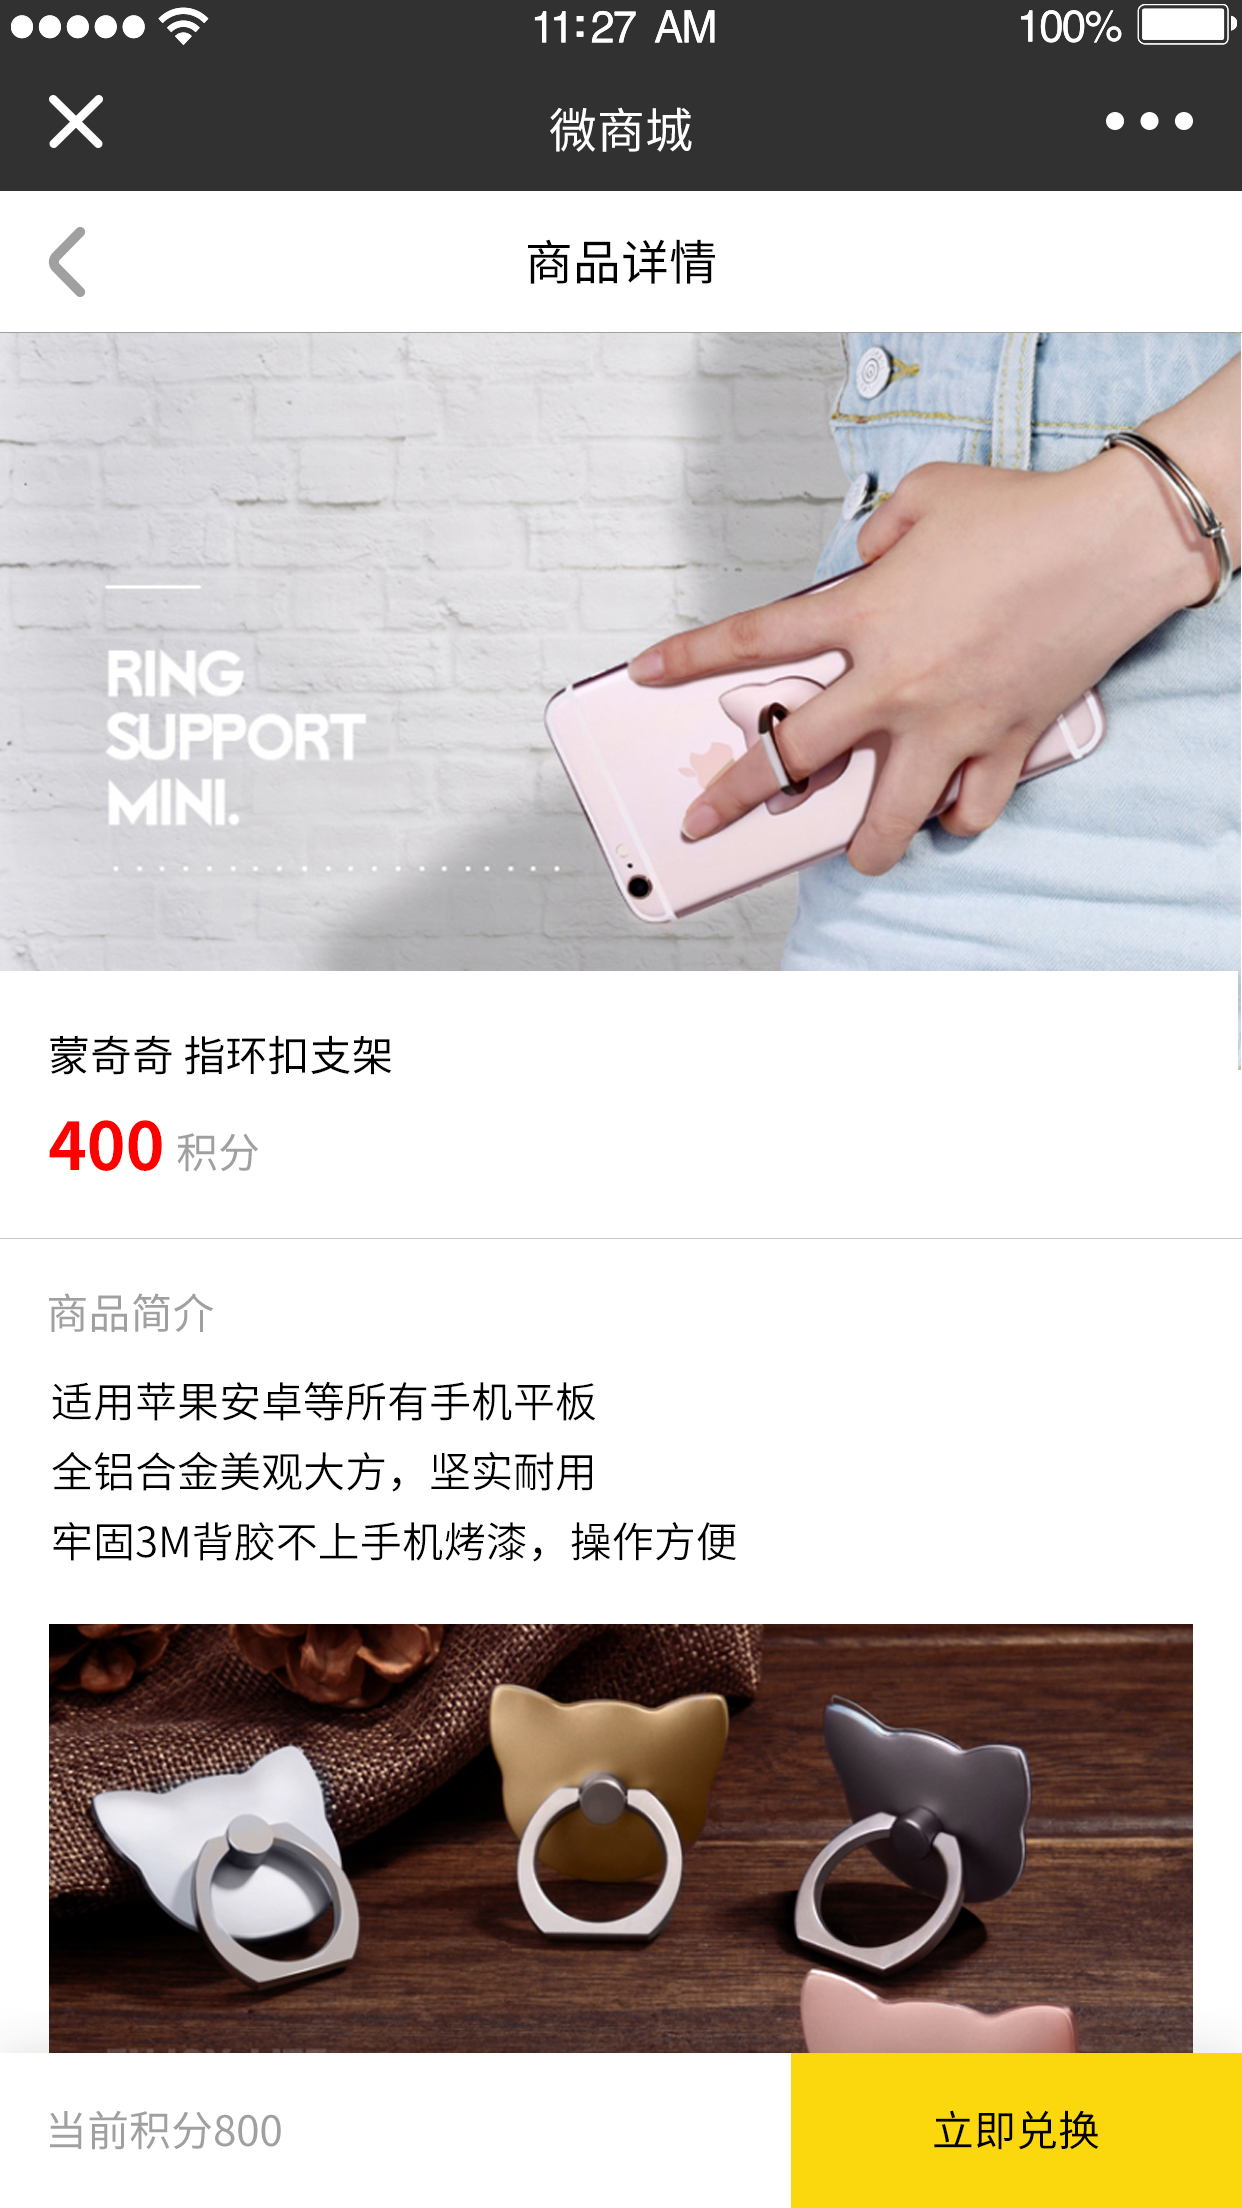 11:27 AM
100%
微商城
商品详情
RING
SUPPORT
MINI.
蒙奇奇 指环扣支架
400 积分
商品简介
适用苹果安卓等所有手机平板
全铝合金美观大方，坚实耐用
牢固3M背胶不上手机烤漆，操作方便
当前积分800
立即兑换